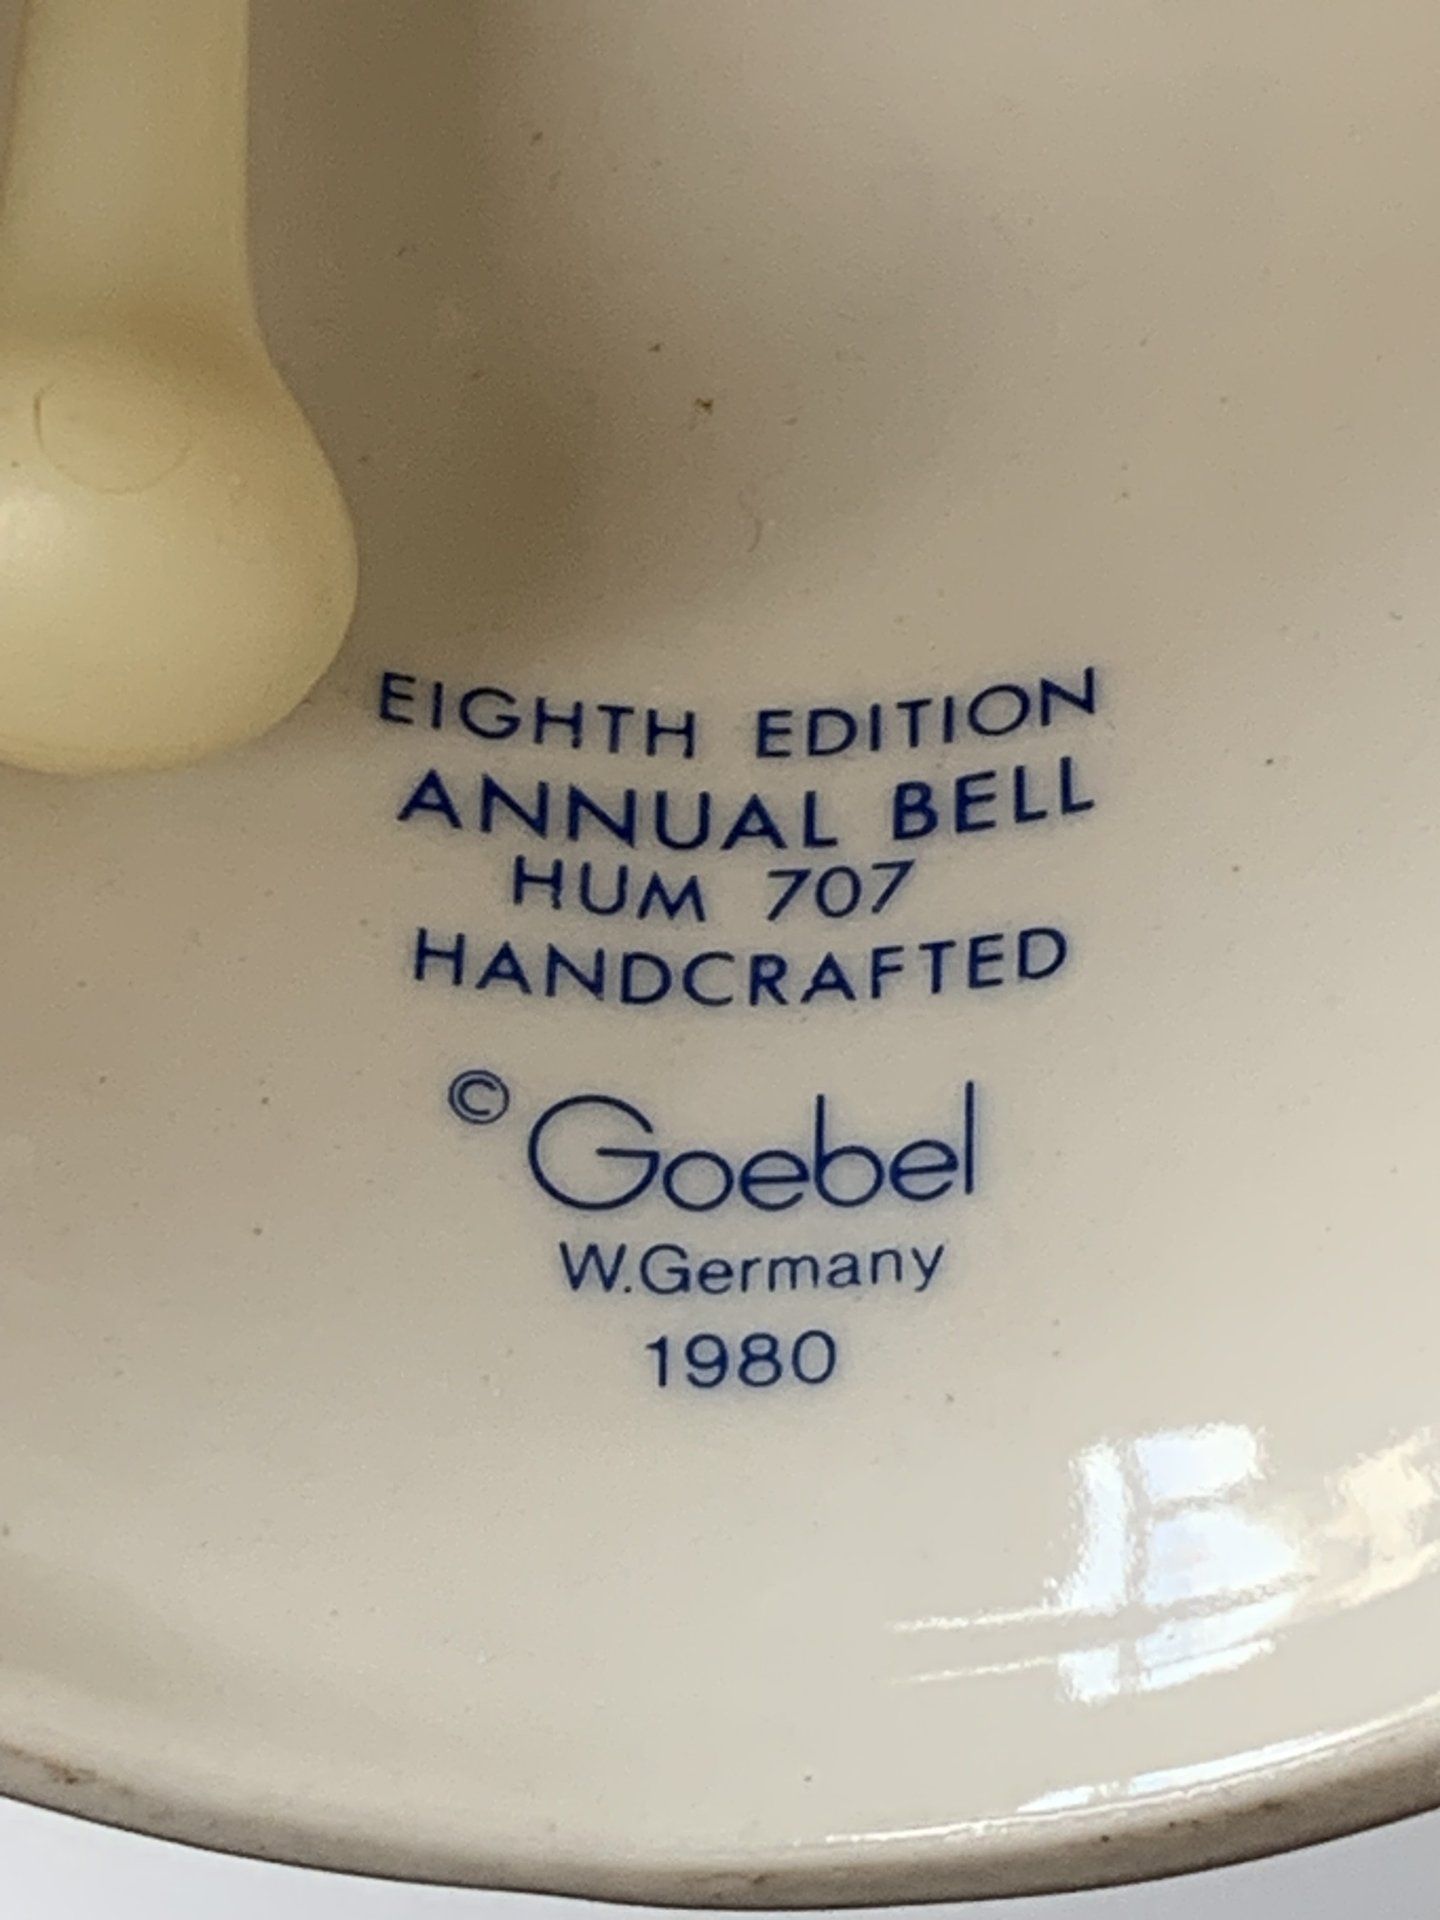 EIGHTH EDITION
ANNUAL BELL
HUM 707
HANDCRAFTED
© Goebel
W.Germany
1980